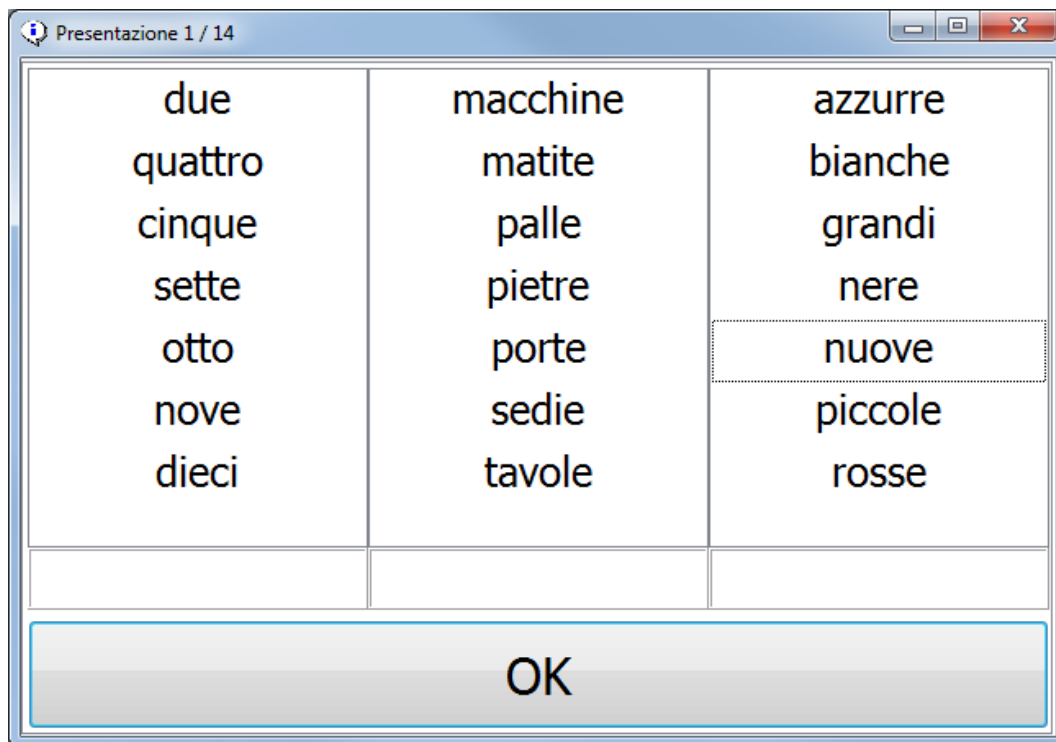 Presentazione 1 / 14
due macchine azzurre
quattro matite bianche
cinque palle grandi
sette pietre nere
otto porte nuove
nove sedie piccole
dieci tavole rosse
OK